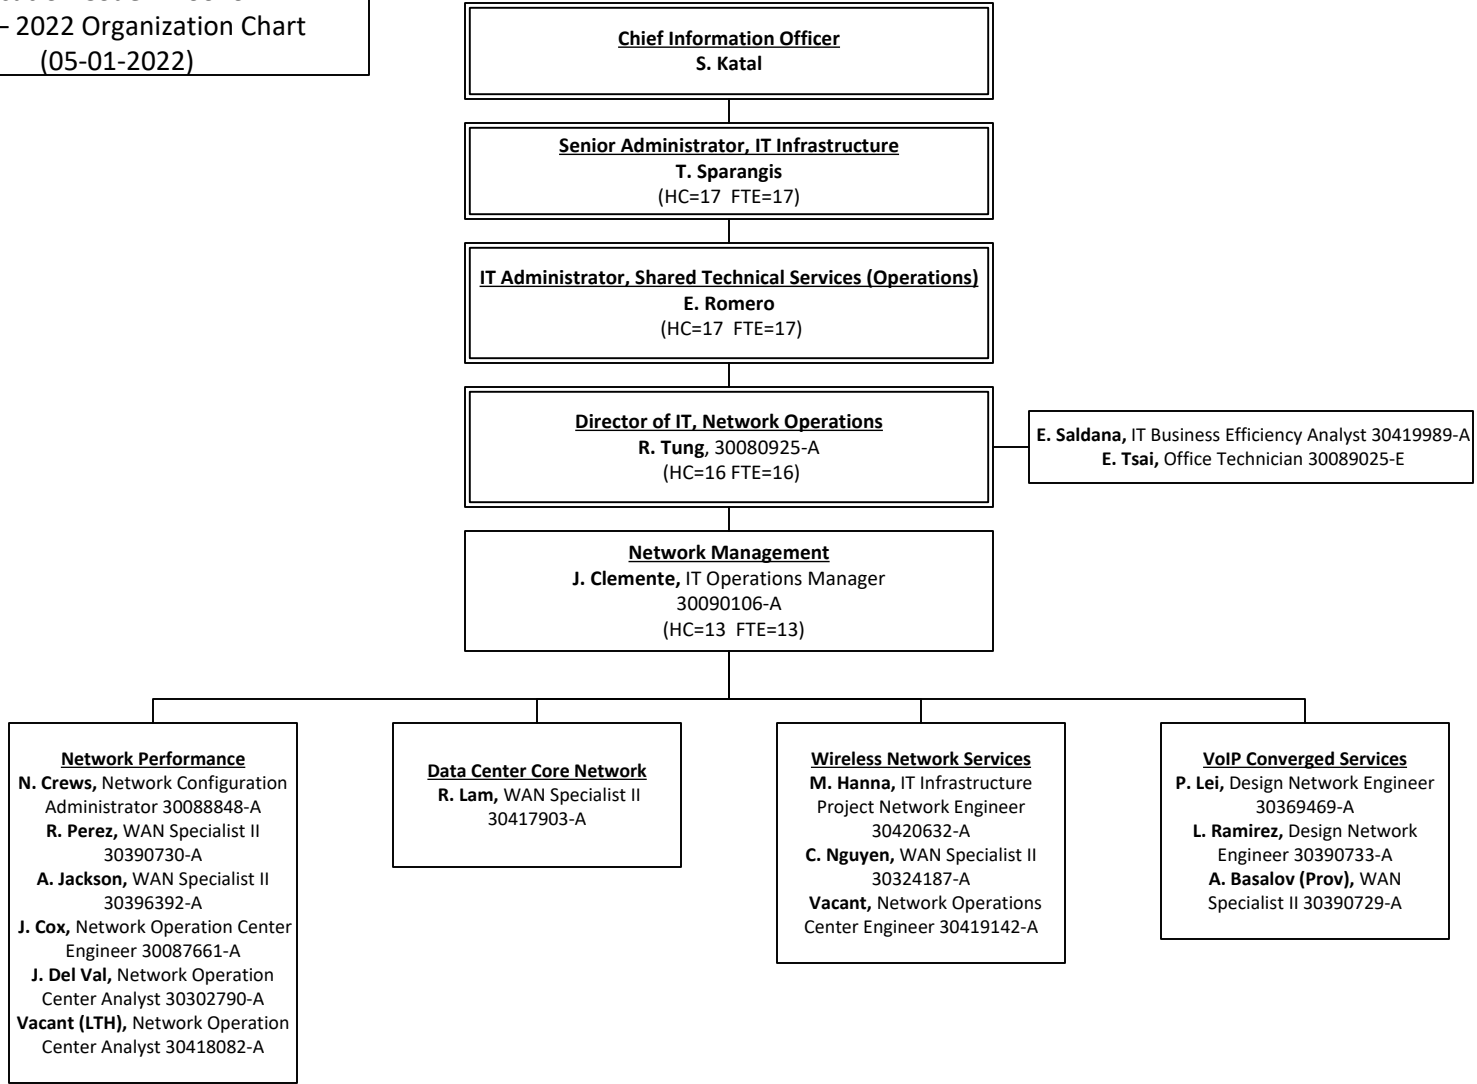 – 2022 Organization Chart
(05-01-2022)
Chief Information Officer
S. Katal
Senior Administrator, IT Infrastructure
T. Sparangis
(HC=17 FTE=17)
IT Administrator, Shared Technical Services (Operations)
E. Romero
(HC=17 FTE=17)
Director of IT, Network Operations
R. Tung, 30080925-A
(HC=16 FTE=16)
E. Saldana, IT Business Efficiency Analyst 30419989-A
E. Tsai, Office Technician 30089025-E
Network Management
J. Clemente, IT Operations Manager
30090106-A
(HC=13 FTE=13)
Network Performance
N. Crews, Network Configuration
Administrator 30088848-A
R. Perez, WAN Specialist II
30390730-A
A. Jackson, WAN Specialist II
30396392-A
J. Cox, Network Operation Center
Engineer 30087661-A
J. Del Val, Network Operation
Center Analyst 30302790-A
Vacant (LTH), Network Operation
Center Analyst 30418082-A
Data Center Core Network
R. Lam, WAN Specialist II
30417903-A
Wireless Network Services
M. Hanna, IT Infrastructure
Project Network Engineer
30420632-A
C. Nguyen, WAN Specialist II
30324187-A
Vacant, Network Operations
Center Engineer 30419142-A
VoIP Converged Services
P. Lei, Design Network Engineer
30369469-A
L. Ramirez, Design Network
Engineer 30390733-A
A. Basalov (Prov), WAN
Specialist II 30390729-A